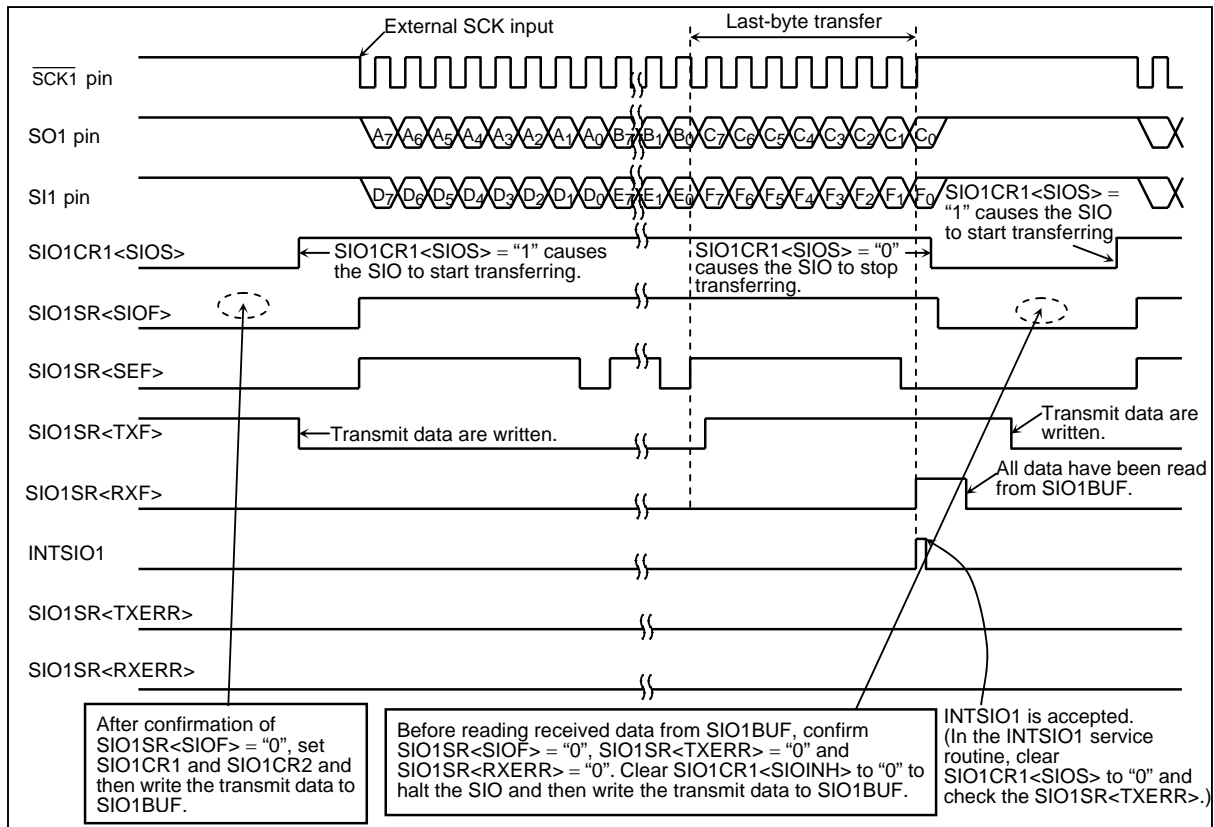 External SCK input
Last-byte transfer
SCK1 pin
SO1 pin
A7 A6 A5 A4 A3 A2 A1 A0 B7 B1 B0 C7 C6 C5 C4 C3 C2 C1 C0
SI1 pin
D7 D6 D5 D4 D3 D2 D1 D0 E7 E1 E0 F7 F6 F5 F4 F3 F2 F1 F0
SIO1CR1<SIOS> =
“1” causes the SIO
to start transferring
SIO1CR1<SIOS>
SIO1CR1<SIOS> = “1” causes
the SIO to start transferring.
SIO1CR1<SIOS> = “0”
causes the SIO to stop
transferring.
SIO1SR<SIOF>
SIO1SR<SEF>
SIO1SR<TXF>
Transmit data are written.
Transmit data are
written.
SIO1SR<RXF>
All data have been read
from SIO1BUF.
INTSIO1
SIO1SR<TXERR>
SIO1SR<RXERR>
After confirmation of
SIO1SR<SIOF> = “0”, set
SIO1CR1 and SIO1CR2 and
then write the transmit data to
SIO1BUF.
Before reading received data from SIO1BUF, confirm
SIO1SR<SIOF> = “0”, SIO1SR<TXERR> = “0” and
SIO1SR<RXERR> = “0”. Clear SIO1CR1<SIOINH> to “0” to
halt the SIO and then write the transmit data to SIO1BUF.
INTSIO1 is accepted.
(In the INTSIO1 service
routine, clear
SIO1CR1<SIOS> to “0” and
check the SIO1SR<TXERR>.)